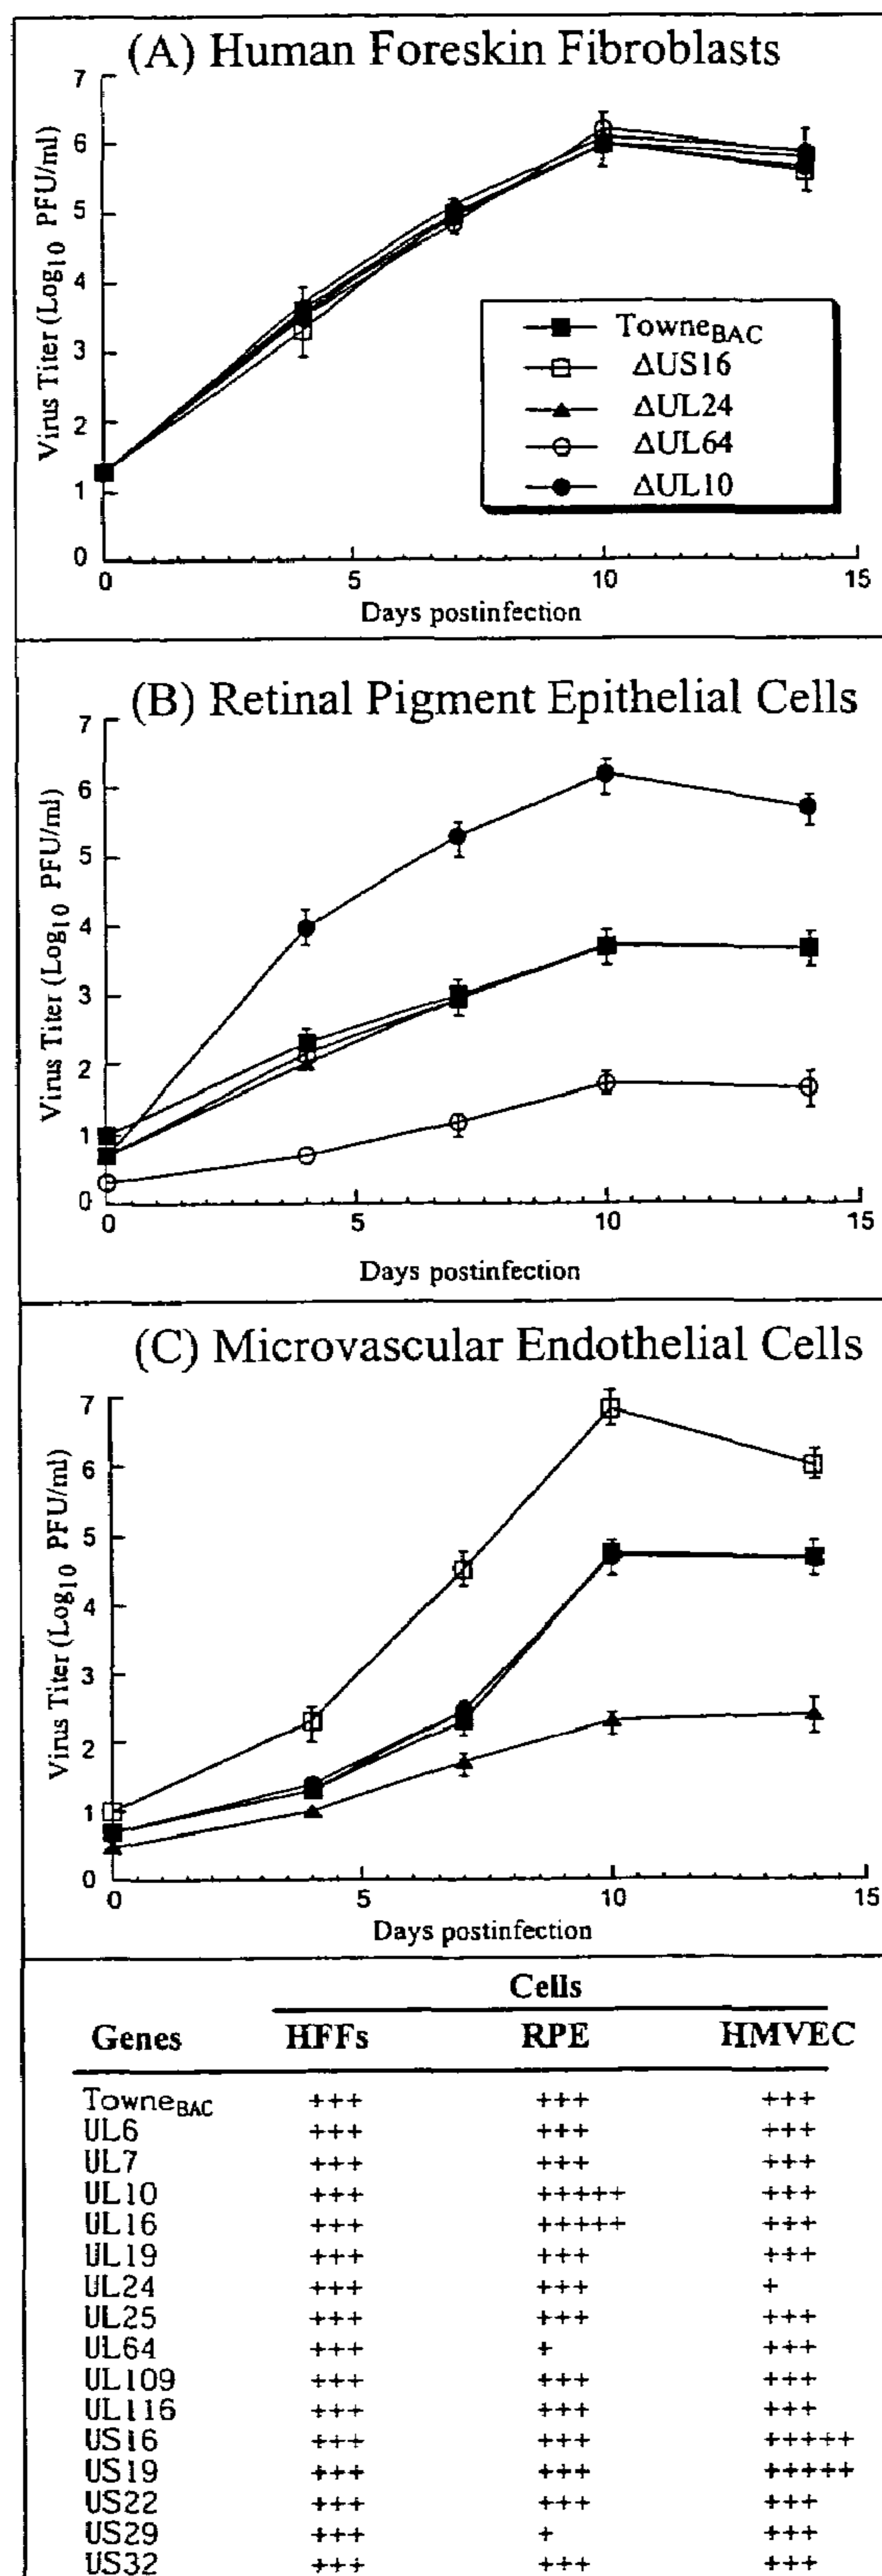 (A) Human Foreskin Fibroblasts
7
6
5
4
3
2
1
0
Virus Titer (Log10 PFU/ml)
0 5 10 15
Days postinfection
TowneBAC
ΔUS16
ΔUL24
ΔUL64
ΔUL10
(B) Retinal Pigment Epithelial Cells
7
6
5
4
3
2
1
0
Virus Titer (Log10 PFU/ml)
0 5 10 15
Days postinfection
(C) Microvascular Endothelial Cells
7
6
5
4
3
2
1
0
Virus Titer (Log10 PFU/ml)
0 5 10 15
Days postinfection
Cells
Genes HFFs RPE HMVEC
TowneBAC +++ +++ +++
UL6 +++ +++ +++
UL7 +++ +++ +++
UL10 +++ +++++ +++
UL16 +++ +++++ +++
UL19 +++ +++ +++
UL24 +++ +++ +
UL25 +++ +++ +++
UL64 +++ + +++
UL109 +++ +++ +++
UL116 +++ +++ +++
US16 +++ +++ +++++
US19 +++ +++ +++++
US22 +++ +++ +++
US29 +++ + +++
US32 +++ +++ +++